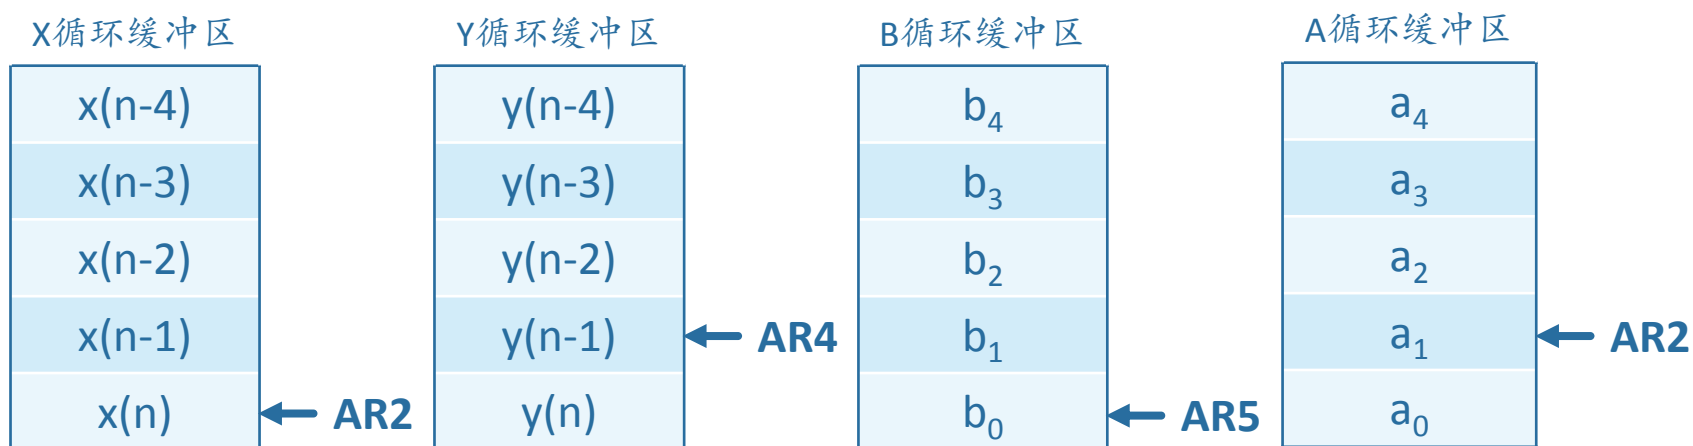 X循环缓冲区 Y循环缓冲区 B循环缓冲区 A循环缓冲区
x(n-4) y(n-4) b₄ a₄
x(n-3) y(n-3) b₃ a₃
x(n-2) y(n-2) b₂ a₂
x(n-1) y(n-1) AR4 b₁ a₁ AR2
x(n) AR2 y(n) b₀ AR5 a₀